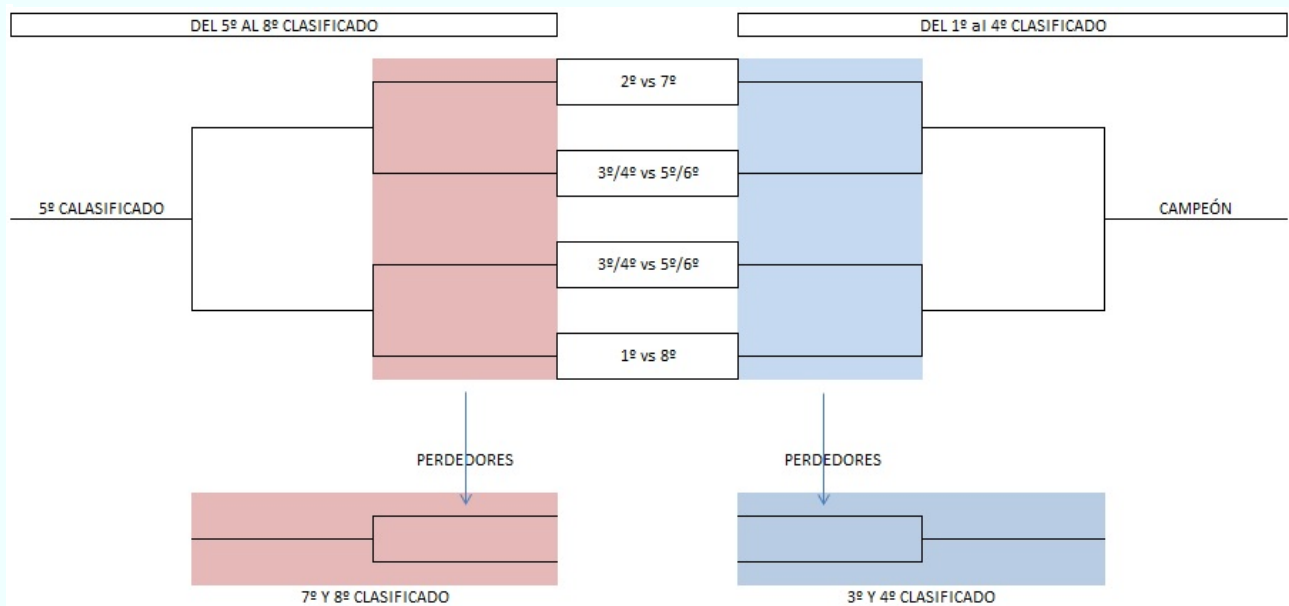 DEL 5º AL 8º CLASIFICADO
DEL 1º al 4º CLASIFICADO
2º vs 7º
3º/4º vs 5º/6º
5º CALASIFICADO
CAMPEÓN
3º/4º vs 5º/6º
1º vs 8º
PERDEDORES
PERDEDORES
7º Y 8º CLASIFICADO
3º Y 4º CLASIFICADO